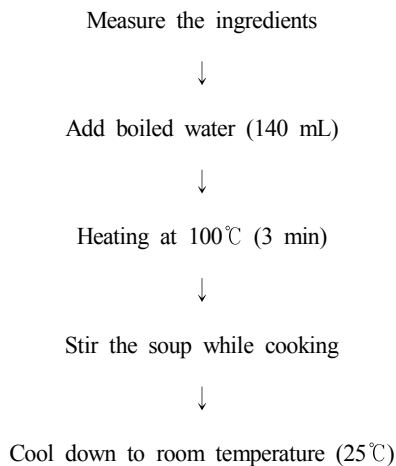 Measure the ingredients
↓
Add boiled water (140 mL)
↓
Heating at 100℃ (3 min)
↓
Stir the soup while cooking
↓
Cool down to room temperature (25℃)